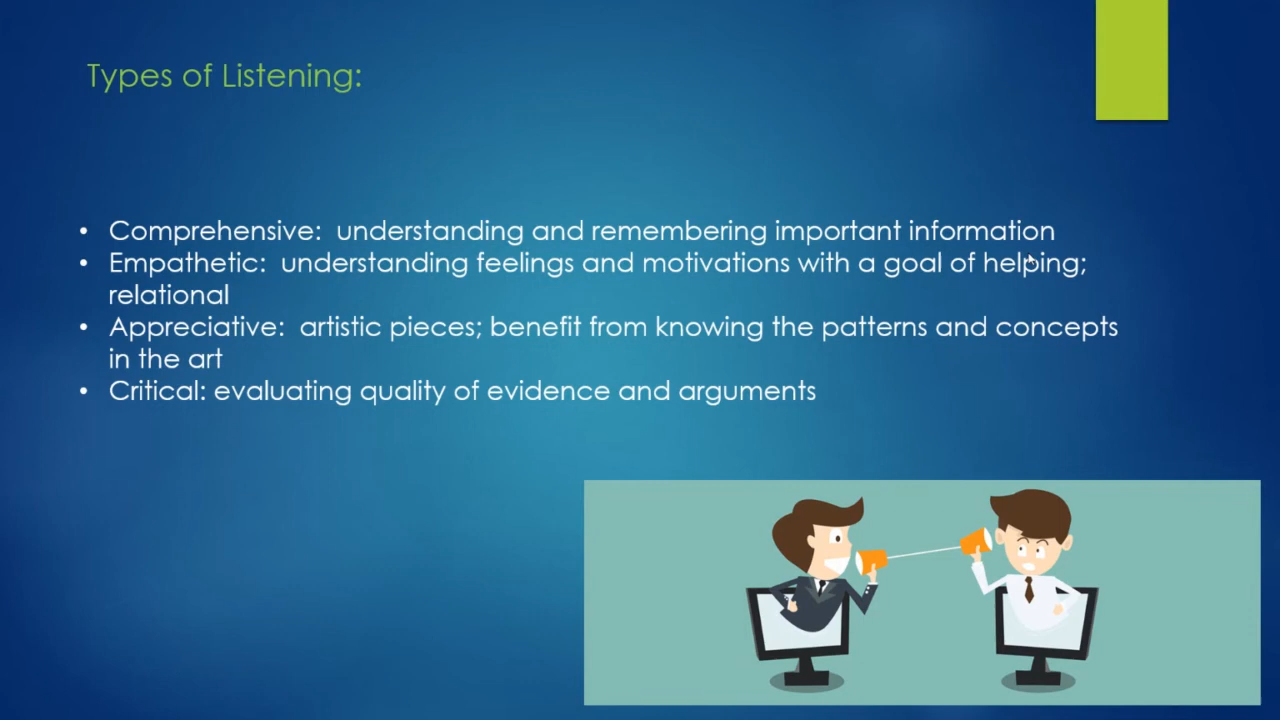 Types of Listening:
• Comprehensive:  understanding and remembering important information
• Empathetic:  understanding feelings and motivations with a goal of helping;
relational
• Appreciative:  artistic pieces; benefit from knowing the patterns and concepts
in the art
• Critical: evaluating quality of evidence and arguments